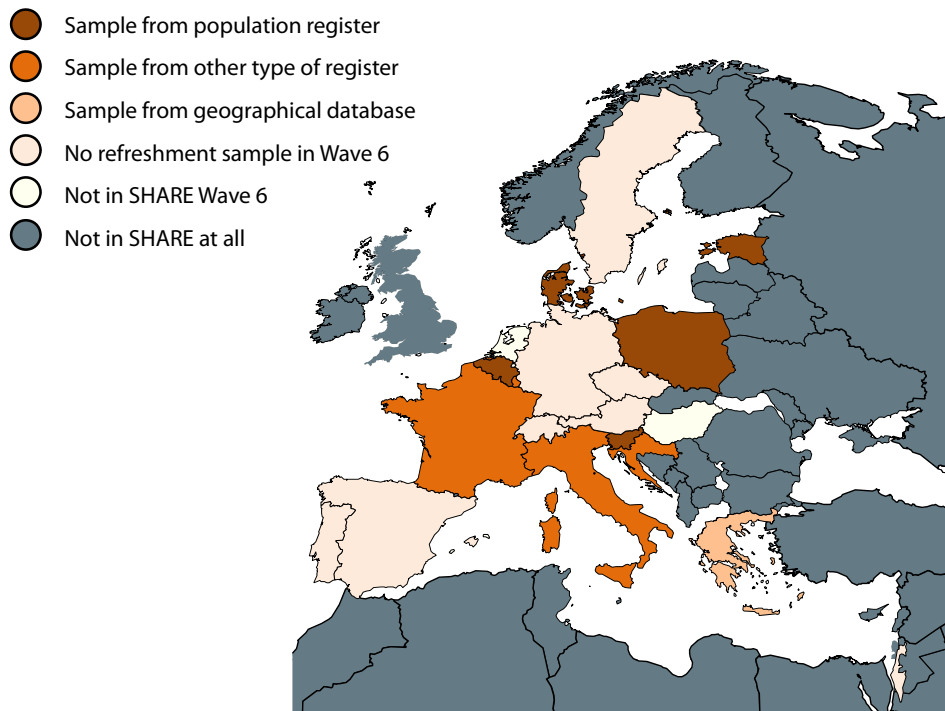 Sample from population register
Sample from other type of register
Sample from geographical database
No refreshment sample in Wave 6
Not in SHARE Wave 6
Not in SHARE at all